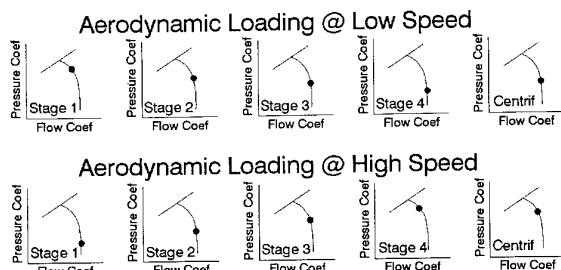 Aerodynamic Loading @ Low Speed
Pressure Coef
Stage 1
Flow Coef
Pressure Coef
Stage 2
Flow Coef
Pressure Coef
Stage 3
Flow Coef
Pressure Coef
Stage 4
Flow Coef
Pressure Coef
Centrif
Flow Coef
Aerodynamic Loading @ High Speed
Pressure Coef
Stage 1
Flow Coef
Pressure Coef
Stage 2
Flow Coef
Pressure Coef
Stage 3
Flow Coef
Pressure Coef
Stage 4
Flow Coef
Pressure Coef
Centrif
Flow Coef